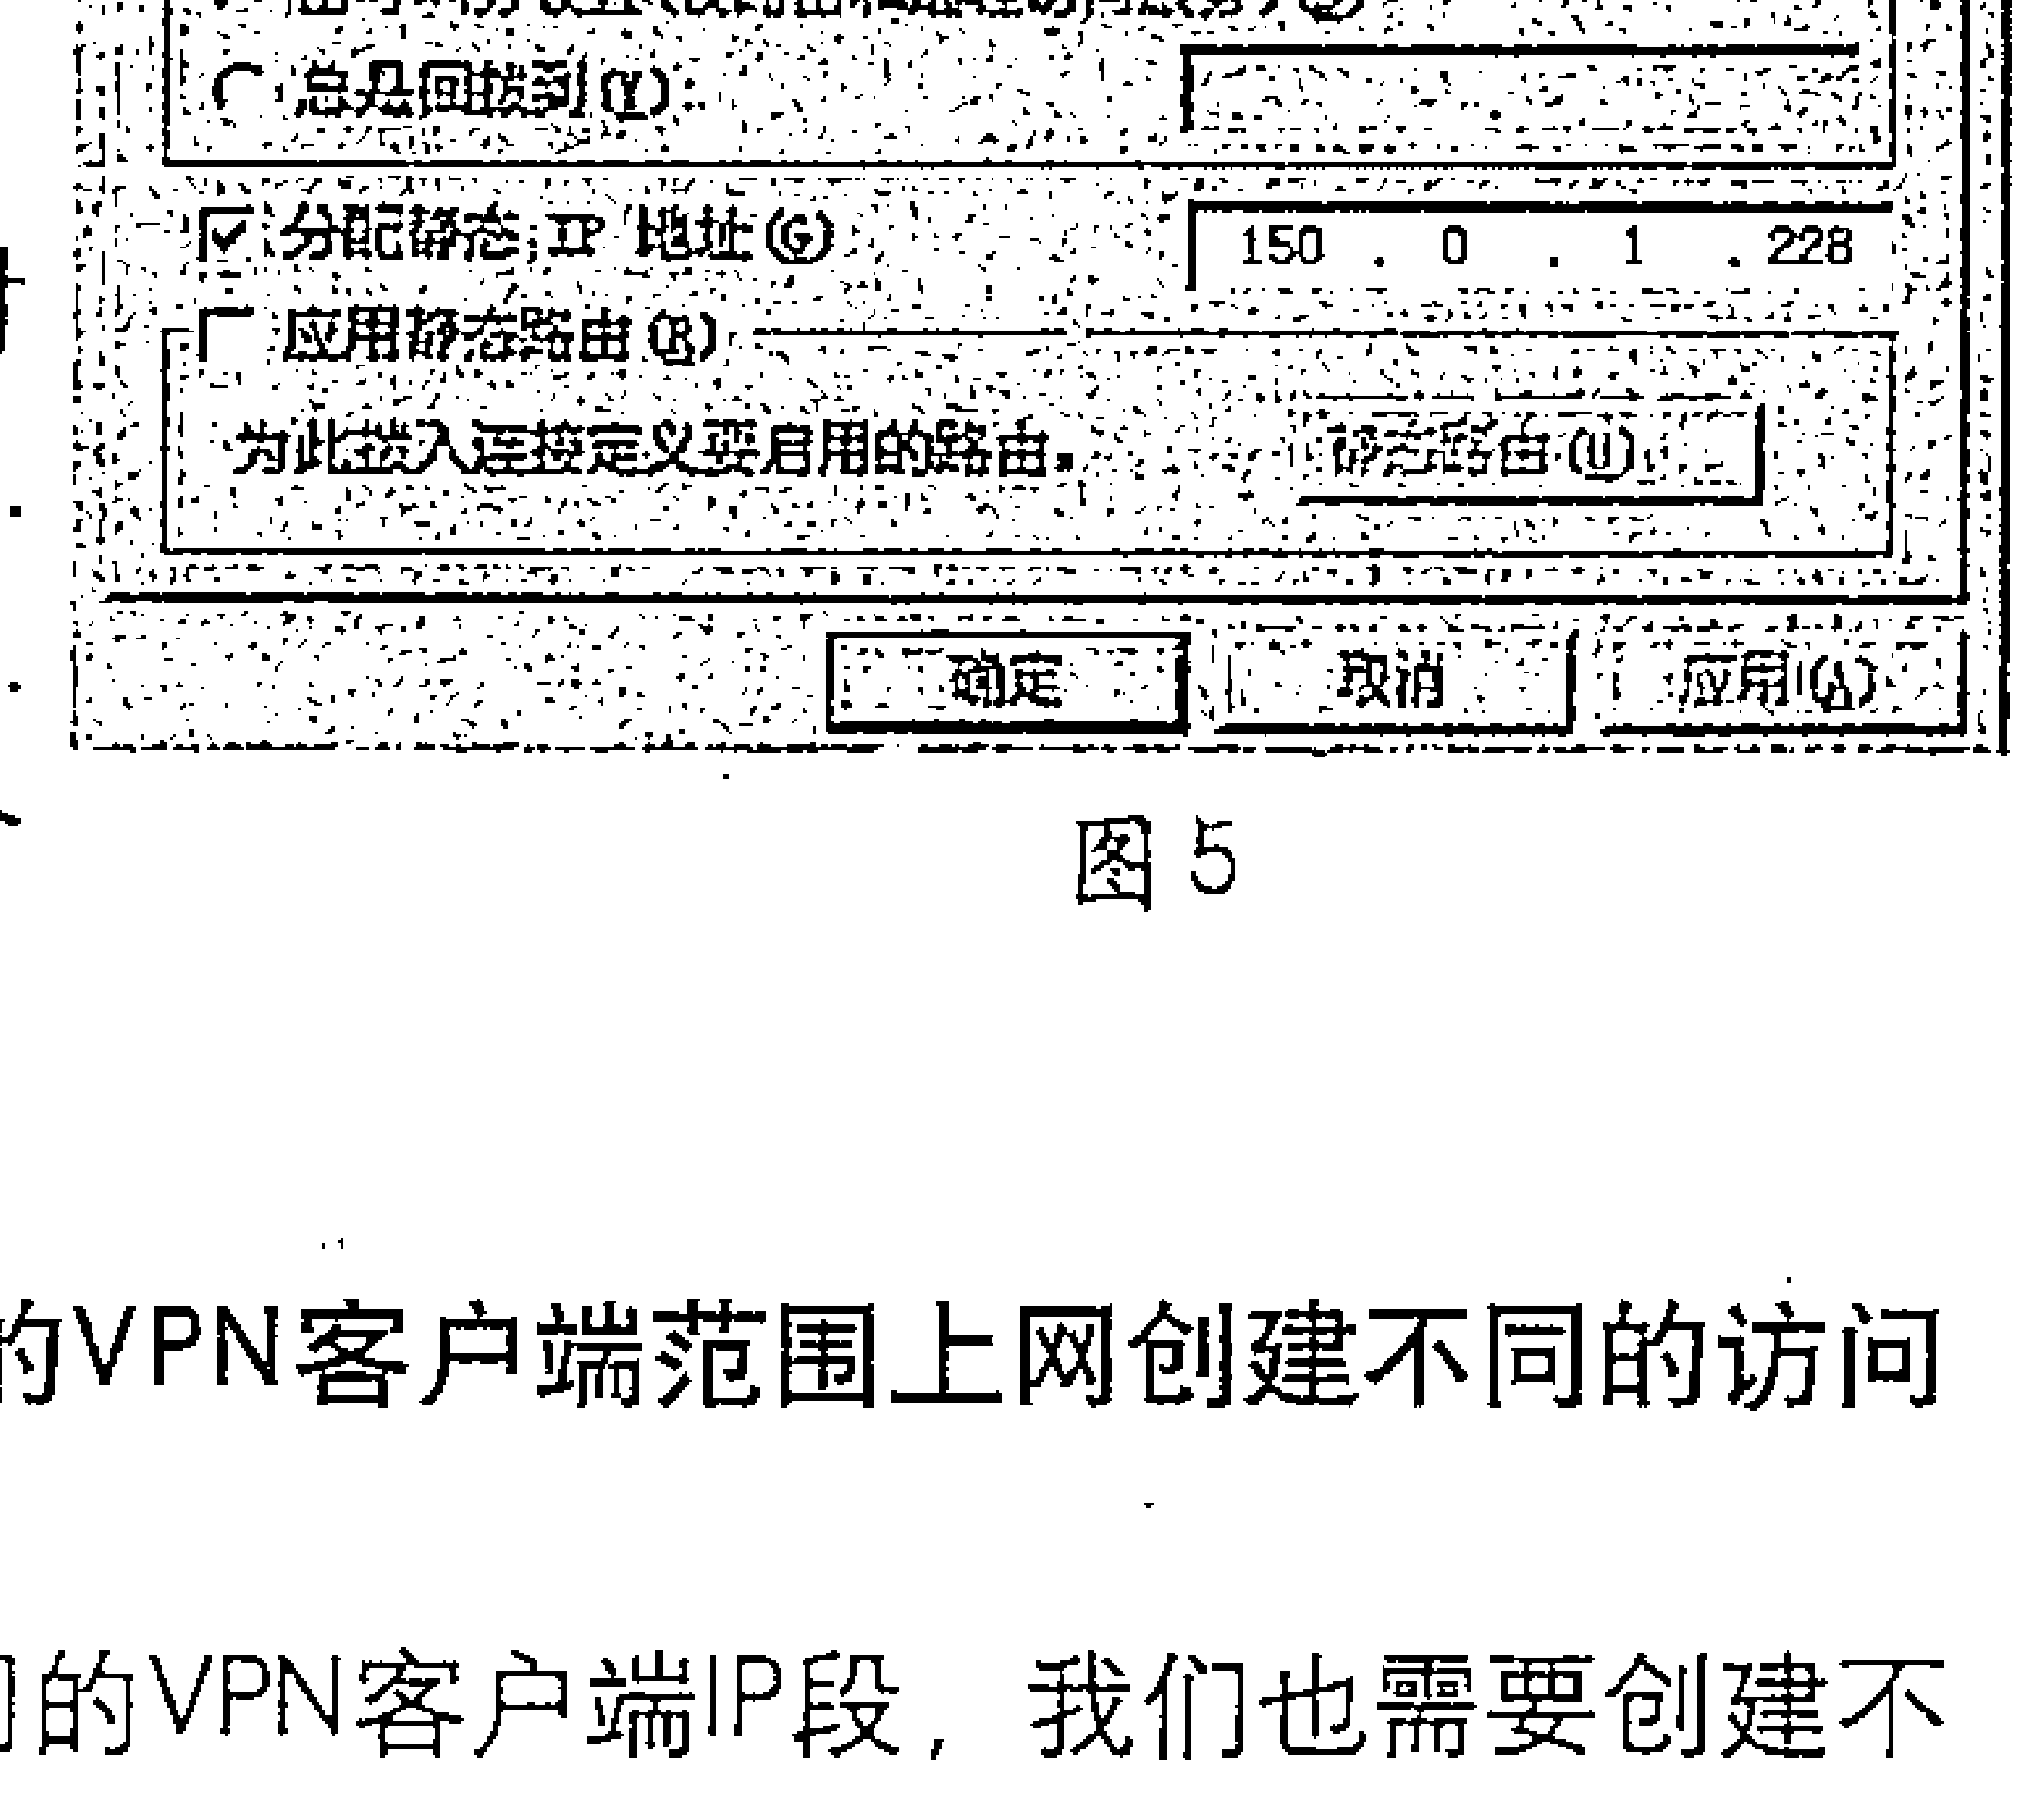 总是回拨到(Y):
分配静态 IP 地址(G) 150 . 0 . 1 . 228
应用静态路由(R)
为此拨入连接定义要启用的路由。 静态路由(U)
确定 取消 应用(A)
图 5
的VPN客户端范围上网创建不同的访问
的VPN客户端IP段，我们也需要创建不